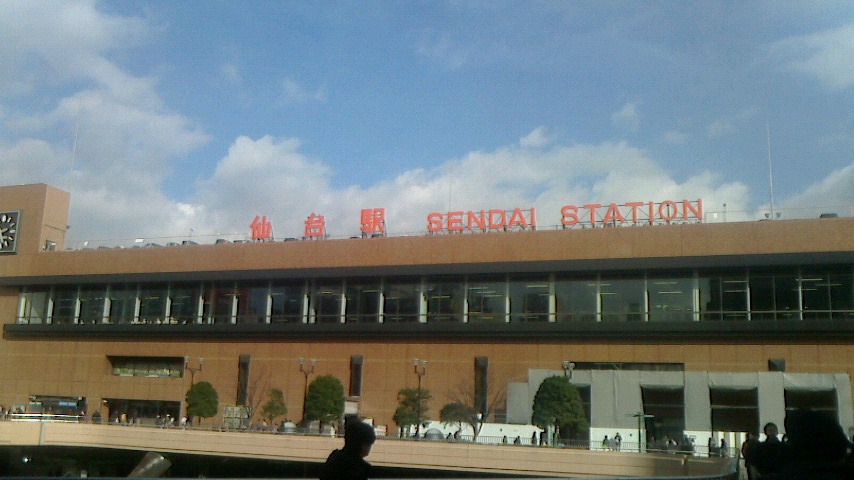 仙台駅 SENDAI STATION